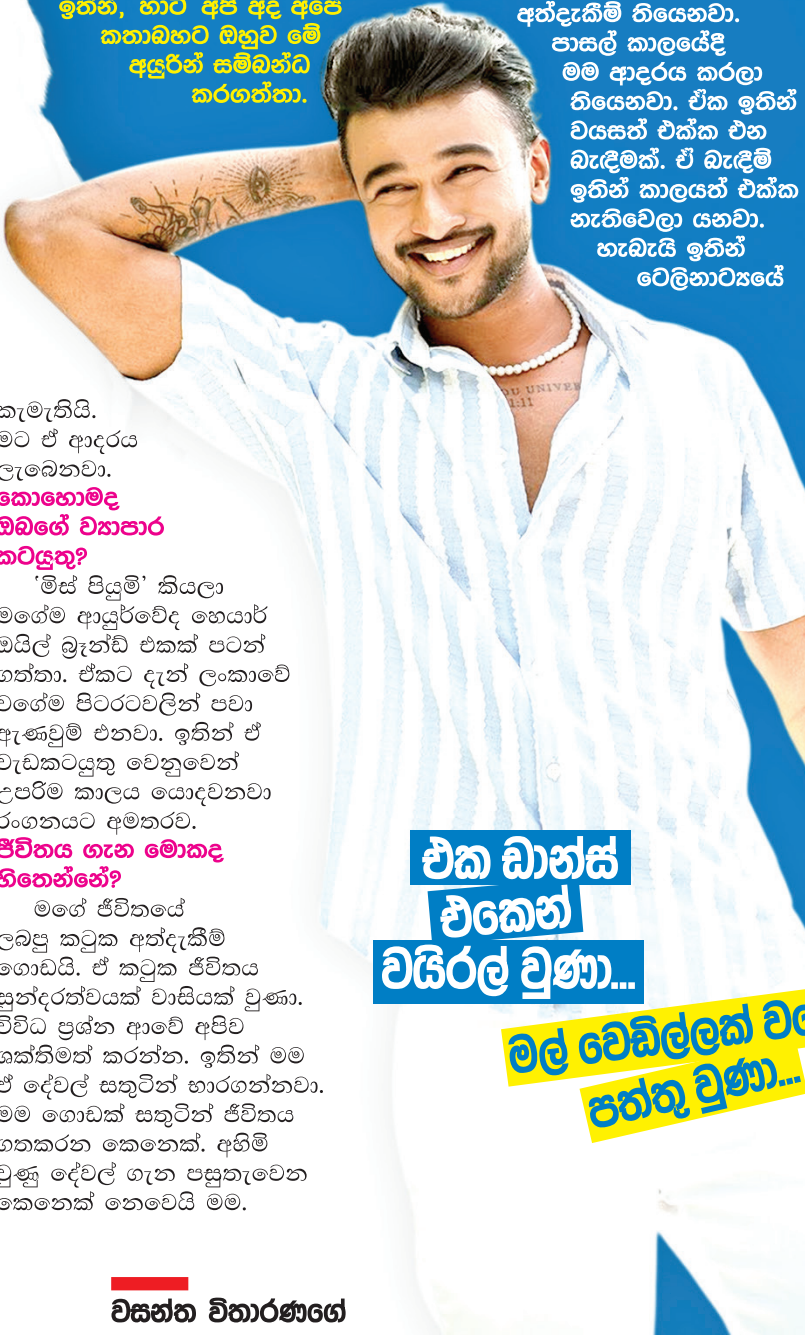 ඉතින්, හාට් අපි අද අපේ
කතාබහට ඔහුව මේ
අයුරින් සම්බන්ධ
කරගත්තා.
අත්දැකීම් තියෙනවා.
පාසල් කාලයේදී
මම ආදරය කරලා
තියෙනවා. ඒක ඉතින්
වයසත් එක්ක එන
බැඳීමක්. ඒ බැඳීම්
ඉතින් කාලයත් එක්ක
නැතිවෙලා යනවා.
හැබැයි ඉතින්
ටෙලිනාට්‍යයේ
කැමැතියි.
මට ඒ ආදරය
ලැබෙනවා.
කොහොමද
ඔබගේ ව්‍යාපාර
කටයුතු?
‘මිස් පියුමි’ කියලා
මගේම ආයුර්වේද හෙයාර්
ඔයිල් බ්‍රෑන්ඩ් එකක් පටන්
ගත්තා. ඒකට දැන් ලංකාවේ
වගේම පිටරටවලින් පවා
ඇණවුම් එනවා. ඉතින් ඒ
වැඩකටයුතු වෙනුවෙන්
උපරිම කාලය යොදවනවා
රංගනයට අමතරව.
ජීවිතය ගැන මොකද
හිතෙන්නේ?
මගේ ජීවිතයේ
ලබපු කටුක අත්දැකීම්
ගොඩයි. ඒ කටුක ජීවිතය
සුන්දරත්වයක් වාසියක් වුණා.
විවිධ ප්‍රශ්න ආවේ අපිව
ශක්තිමත් කරන්න. ඉතින් මම
ඒ දේවල් සතුටින් භාරගන්නවා.
මම ගොඩක් සතුටින් ජීවිතය
ගතකරන කෙනෙක්. අහිමි
වුණු දේවල් ගැන පසුතැවෙන
කෙනෙක් නෙවෙයි මම.
වසන්ත විතාරණගේ
UNIVER
1:11
එක ඩාන්ස්
එකෙන්
වයිරල් වුණා...
මල් වෙඩිල්ලක් වගේ
පත්තු වුණා...